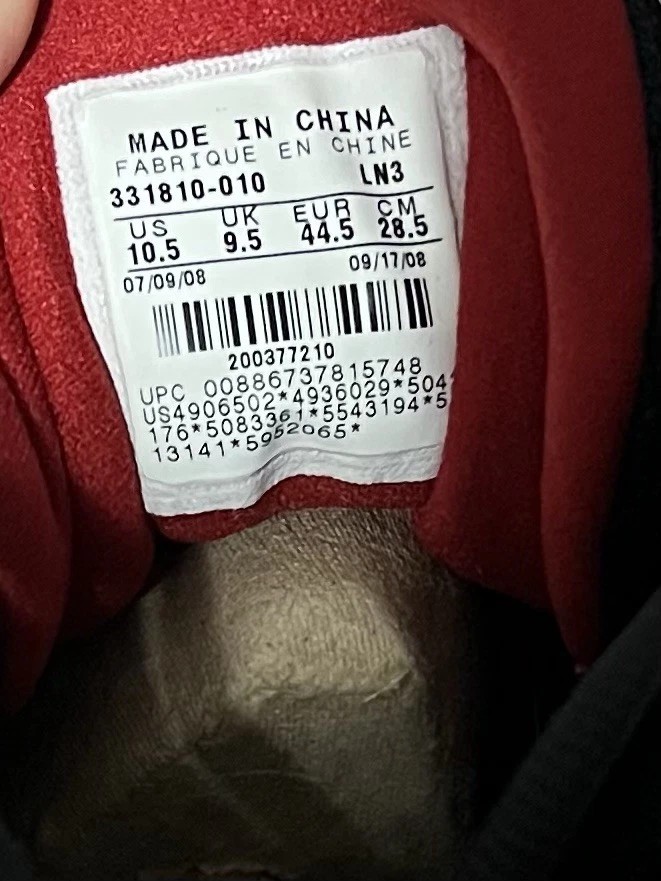 MADE IN CHINA
FABRIQUE EN CHINE
331810-010 LN3
US UK EUR CM
10.5 9.5 44.5 28.5
07/09/08 09/17/08
200377210
UPC 00886737815748
US4906502*4936029*504
176*5083361*5543194*5
13141*5952065*